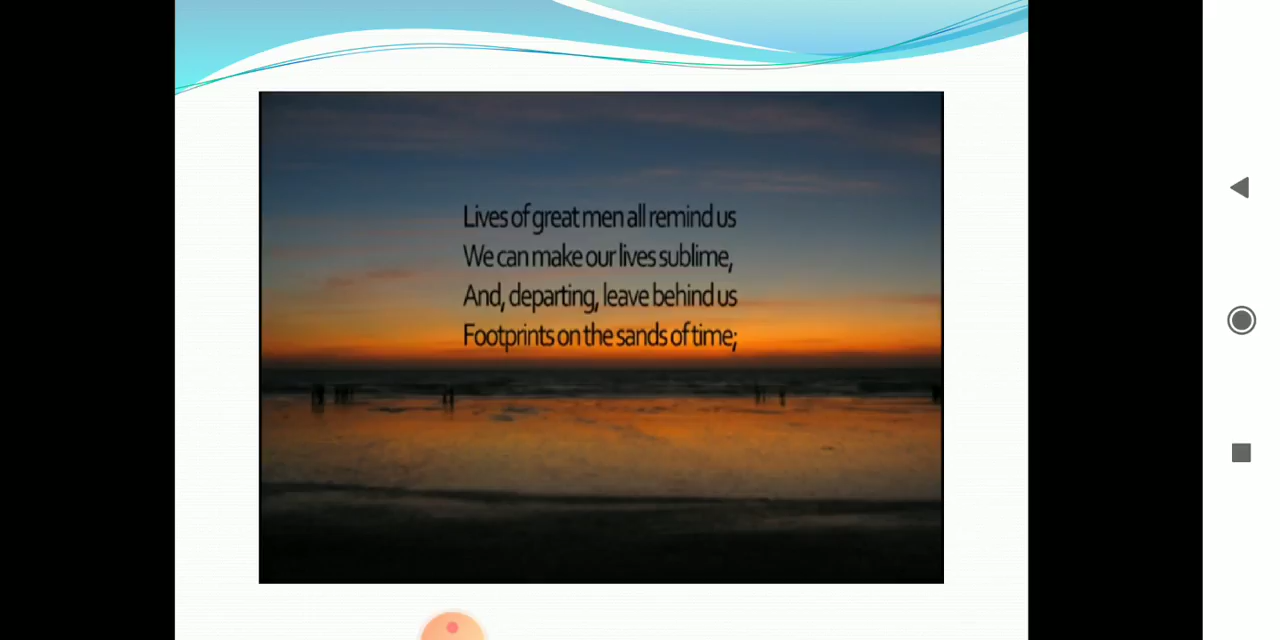 Lives of great men all remind us
We can make our lives sublime,
And, departing, leave behind us
Footprints on the sands of time;